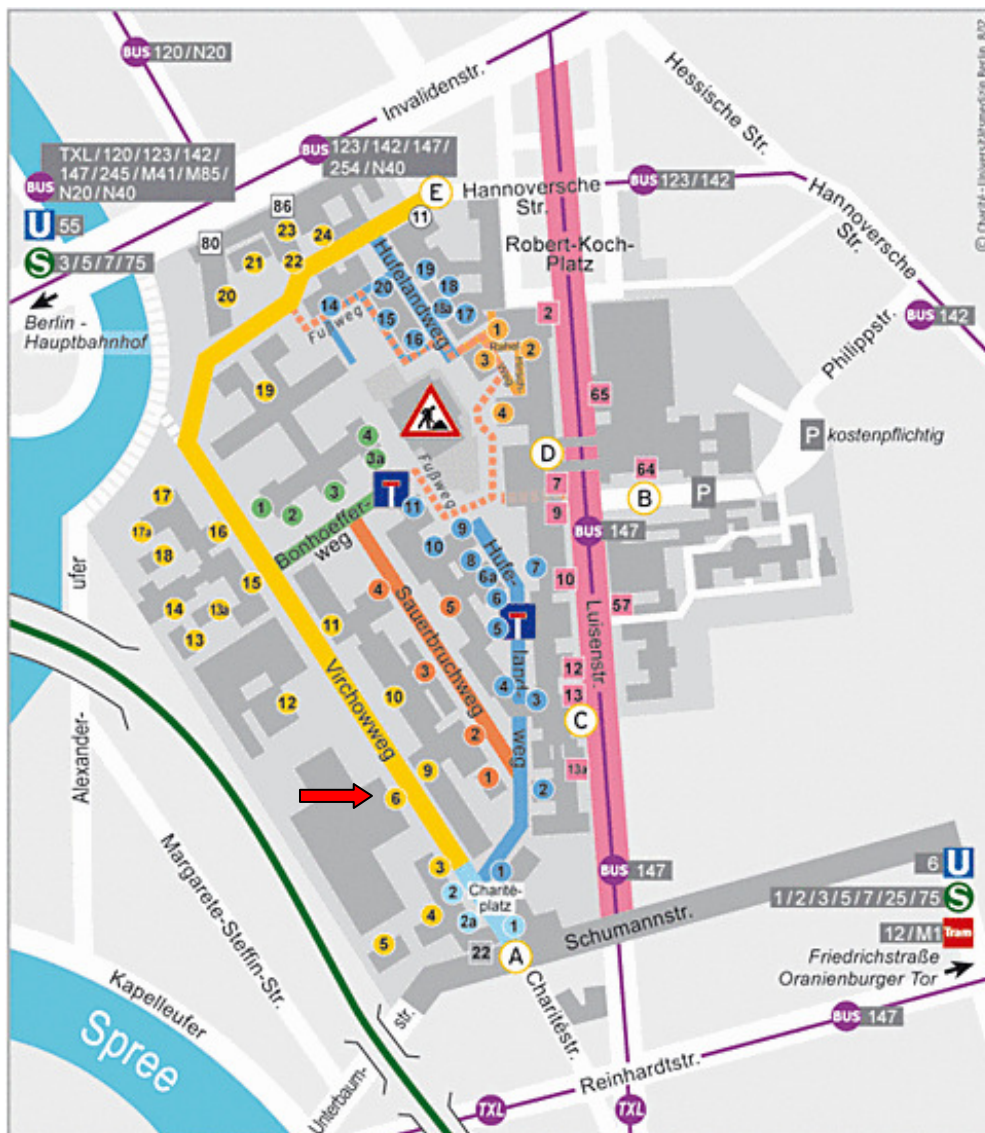 BUS 120/N20
(C) Charité - Universitätsmedizin Berlin, 8/02
Invalidenstr.
Hessische Str.
TXL/120/123/142/
147/245/M41/M85/
BUS N20/N40
BUS 123/142/147/
254/N40
U 55
S 3/5/7/75
Berlin -
Hauptbahnhof
E
11
Hannoversche
Str.
BUS 123/142
Hannoversche
Str.
86
80
23
24
22
21
20
Robert-Koch-
Platz
Hufelandweg
19
18
18a
17
20
14
15
16
Fußweg
1
2
3
4
2
BUS 142
Philippstr.
19
65
P kostenpflichtig
4
3a
3
1
2
Bonhoeffer-
weg
Fußweg
D
7
9
64
B
P
BUS 147
17
17a
18
16
15
14
13a
13
12
11
10
9
6
11
9
10
8
6a
6
5
7
4
3
2
1
Hufe-
land-
weg
4
5
3
2
1
Sauerbruchweg
Virchowweg
10
57
12
13
C
13a
Luisenstr.
ufer
Alexander-
Margarete-Steffin-Str.
3
4
5
2
2a
1
Charité-
platz
22
A
BUS 147
Schumannstr.
6 U
1/2/3/5/7/25/75 S
12/M1 Tram
Friedrichstraße
Oranienburger Tor
Kapelleufer
Spree
str.
Unterbaum-
Charitéstr.
BUS 147
Reinhardtstr.
TXL
TXL